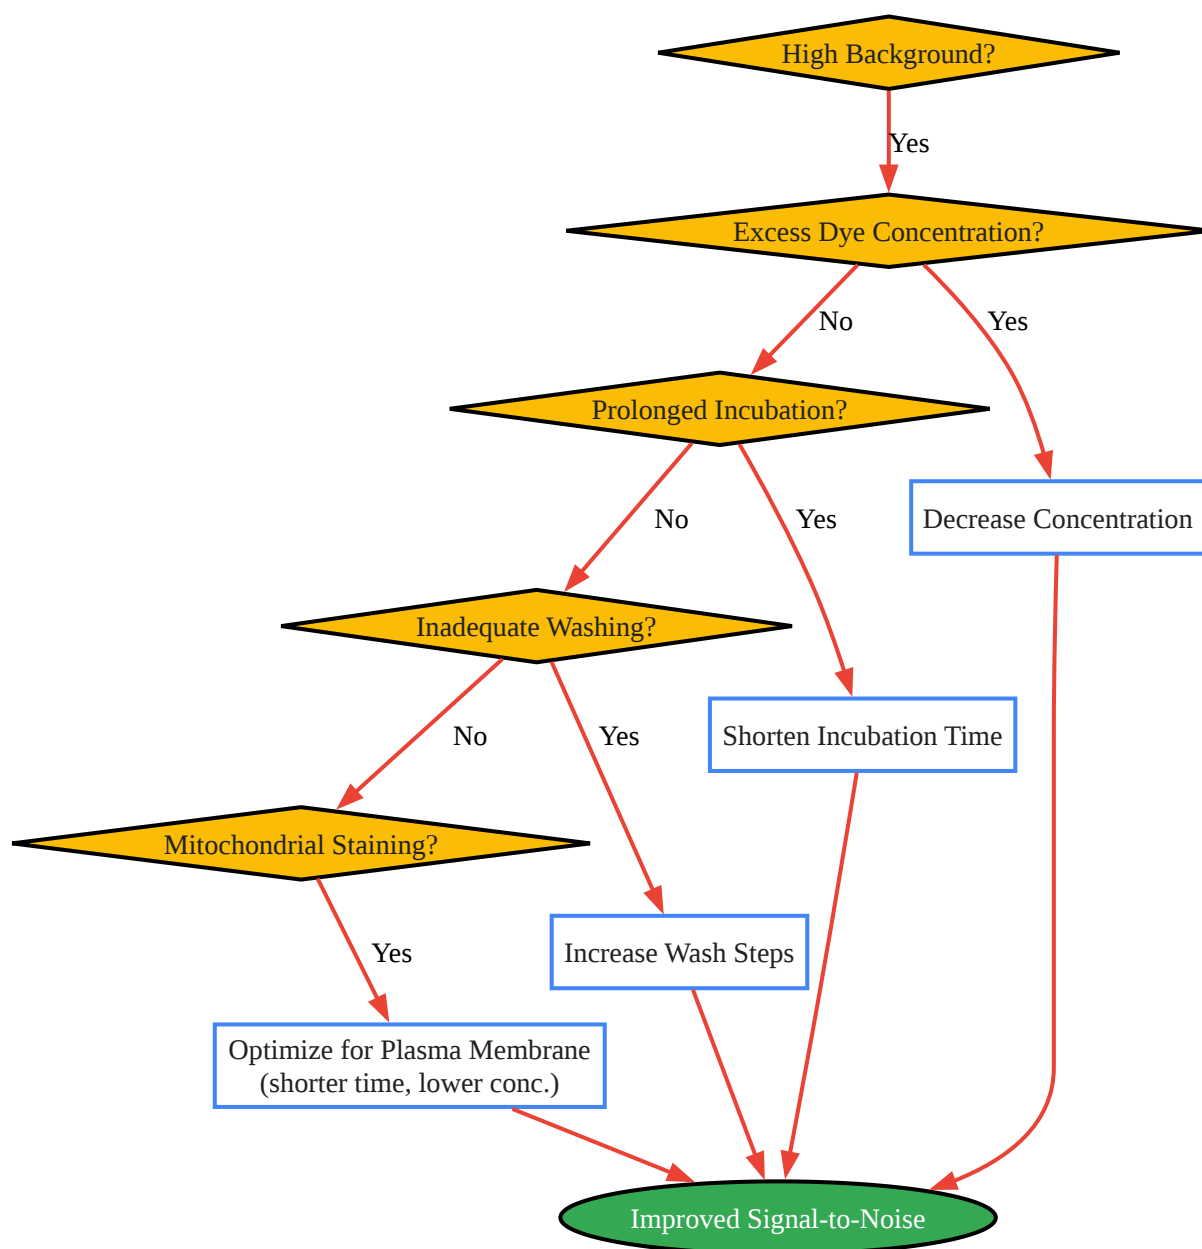 High Background?
Yes
Excess Dye Concentration?
No
Yes
Prolonged Incubation?
Decrease Concentration
No
Yes
Inadequate Washing?
Shorten Incubation Time
No
Yes
Mitochondrial Staining?
Increase Wash Steps
Yes
Optimize for Plasma Membrane
(shorter time, lower conc.)
Improved Signal-to-Noise